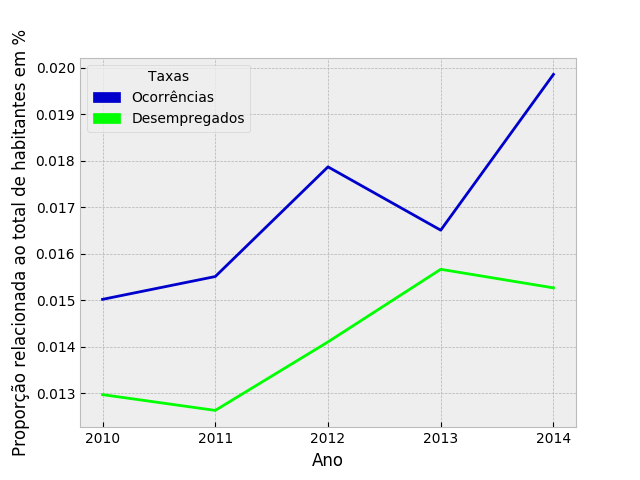 Proporção relacionada ao total de habitantes em %
0.020
0.019
0.018
0.017
0.016
0.015
0.014
0.013
Taxas
Ocorrências
Desempregados
2010 2011 2012 2013 2014
Ano